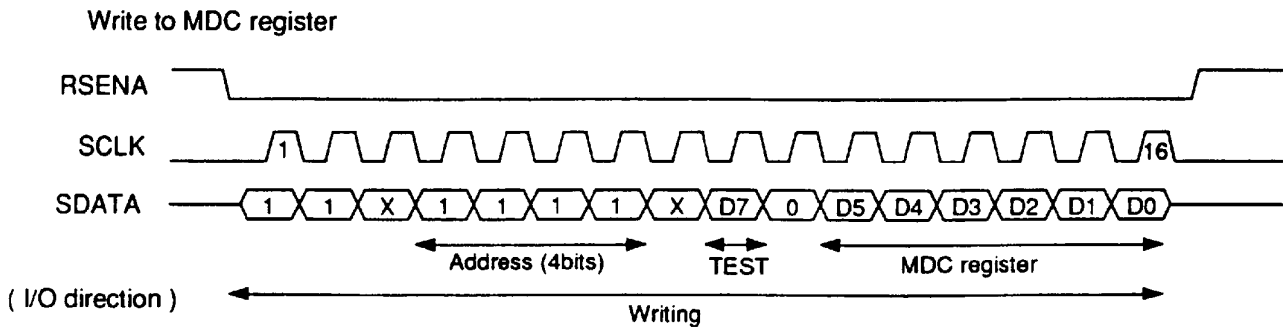 Write to MDC register
RSENA
SCLK 1 16
SDATA 1 1 X 1 1 1 1 X D7 0 D5 D4 D3 D2 D1 D0
Address (4bits) TEST MDC register
( I/O direction ) Writing